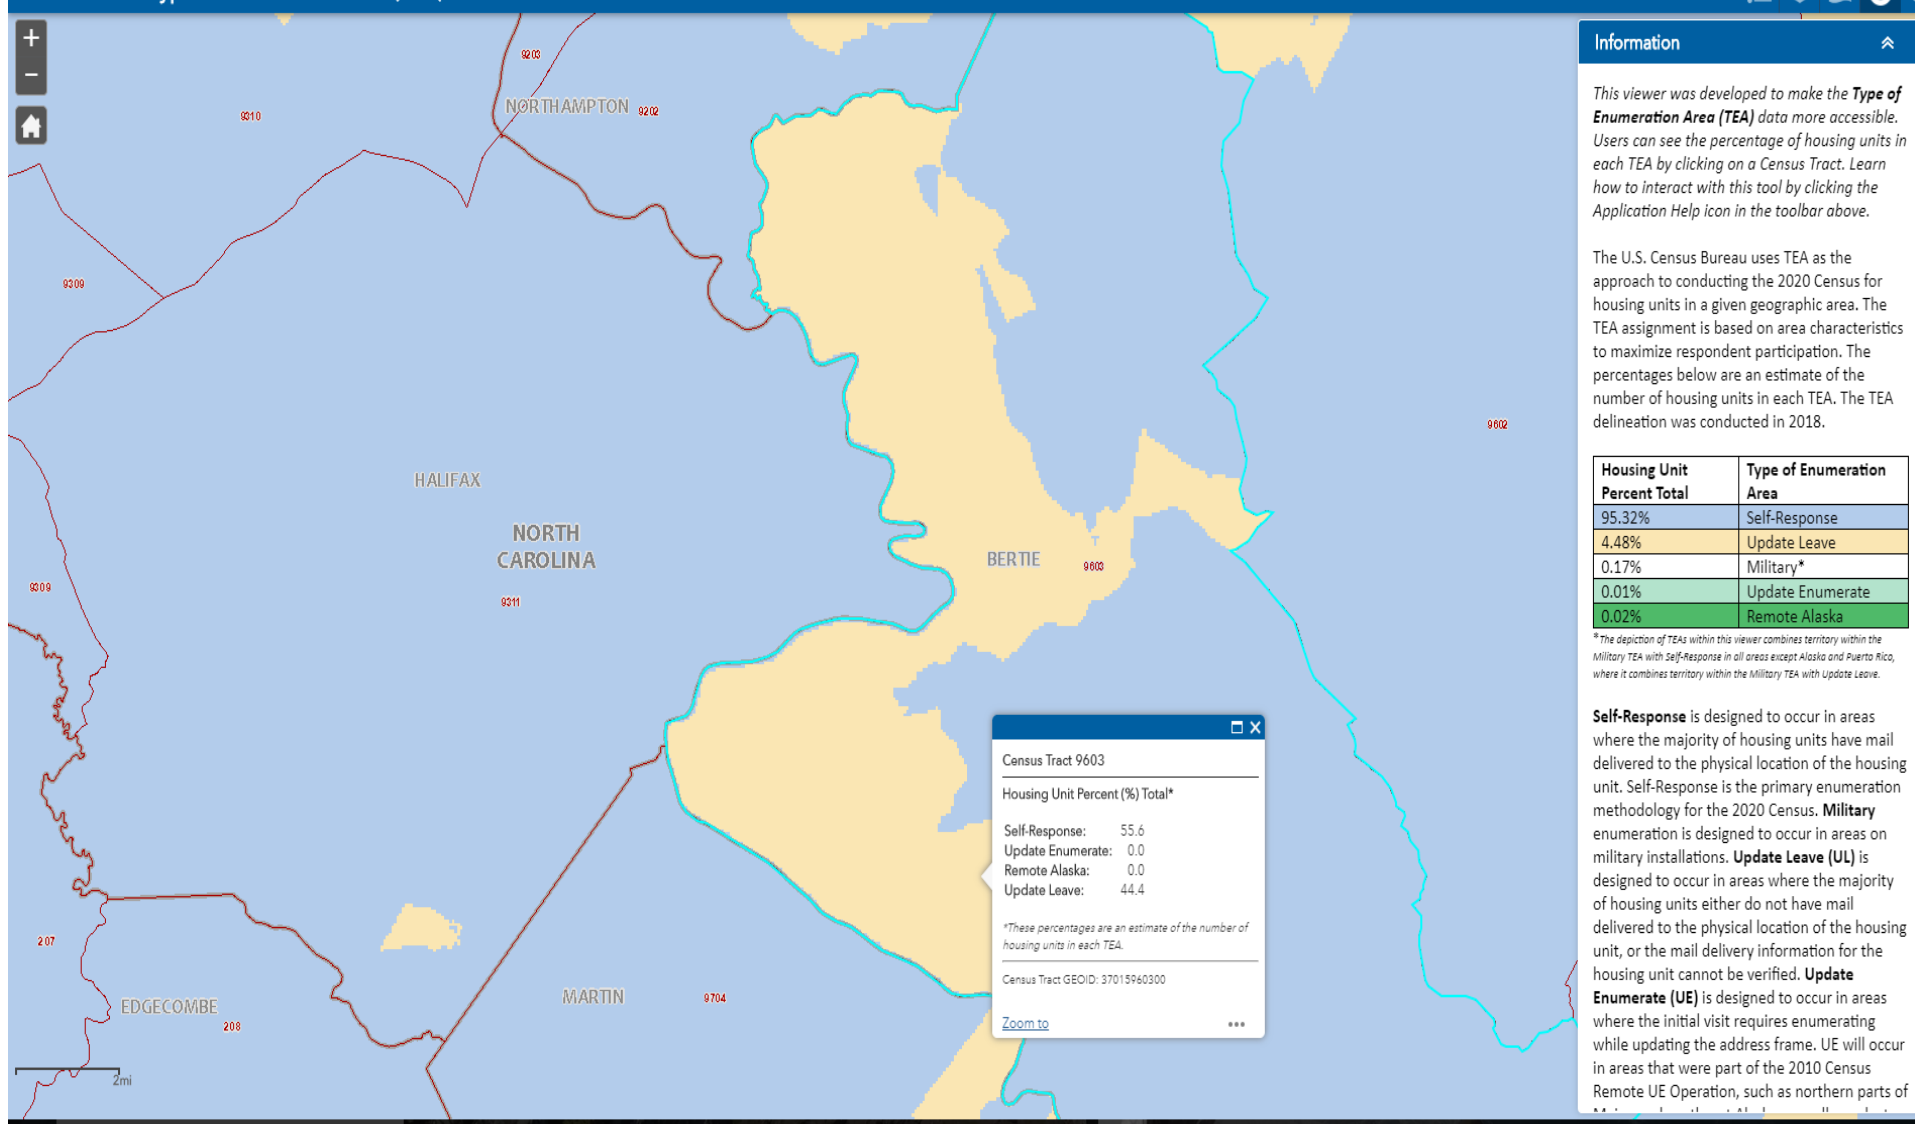 +
−
9203
NORTHAMPTON
9202
9310
9309
9602
HALIFAX
NORTH
CAROLINA
BERTIE
9603
9309
9311
207
EDGECOMBE
208
MARTIN
9704
2mi
Census Tract 9603
Housing Unit Percent (%) Total*
Self-Response: 55.6
Update Enumerate: 0.0
Remote Alaska: 0.0
Update Leave: 44.4
*These percentages are an estimate of the number of
housing units in each TEA.
Census Tract GEOID: 37015960300
Zoom to
Information
This viewer was developed to make the Type of
Enumeration Area (TEA) data more accessible.
Users can see the percentage of housing units in
each TEA by clicking on a Census Tract. Learn
how to interact with this tool by clicking the
Application Help icon in the toolbar above.
The U.S. Census Bureau uses TEA as the
approach to conducting the 2020 Census for
housing units in a given geographic area. The
TEA assignment is based on area characteristics
to maximize respondent participation. The
percentages below are an estimate of the
number of housing units in each TEA. The TEA
delineation was conducted in 2018.
Housing Unit Percent Total Type of Enumeration Area
95.32% Self-Response
4.48% Update Leave
0.17% Military*
0.01% Update Enumerate
0.02% Remote Alaska
*The depiction of TEAs within this viewer combines territory within the
Military TEA with Self-Response in all areas except Alaska and Puerto Rico,
where it combines territory within the Military TEA with Update Leave.
Self-Response is designed to occur in areas
where the majority of housing units have mail
delivered to the physical location of the housing
unit. Self-Response is the primary enumeration
methodology for the 2020 Census. Military
enumeration is designed to occur in areas on
military installations. Update Leave (UL) is
designed to occur in areas where the majority
of housing units either do not have mail
delivered to the physical location of the housing
unit, or the mail delivery information for the
housing unit cannot be verified. Update
Enumerate (UE) is designed to occur in areas
where the initial visit requires enumerating
while updating the address frame. UE will occur
in areas that were part of the 2010 Census
Remote UE Operation, such as northern parts of